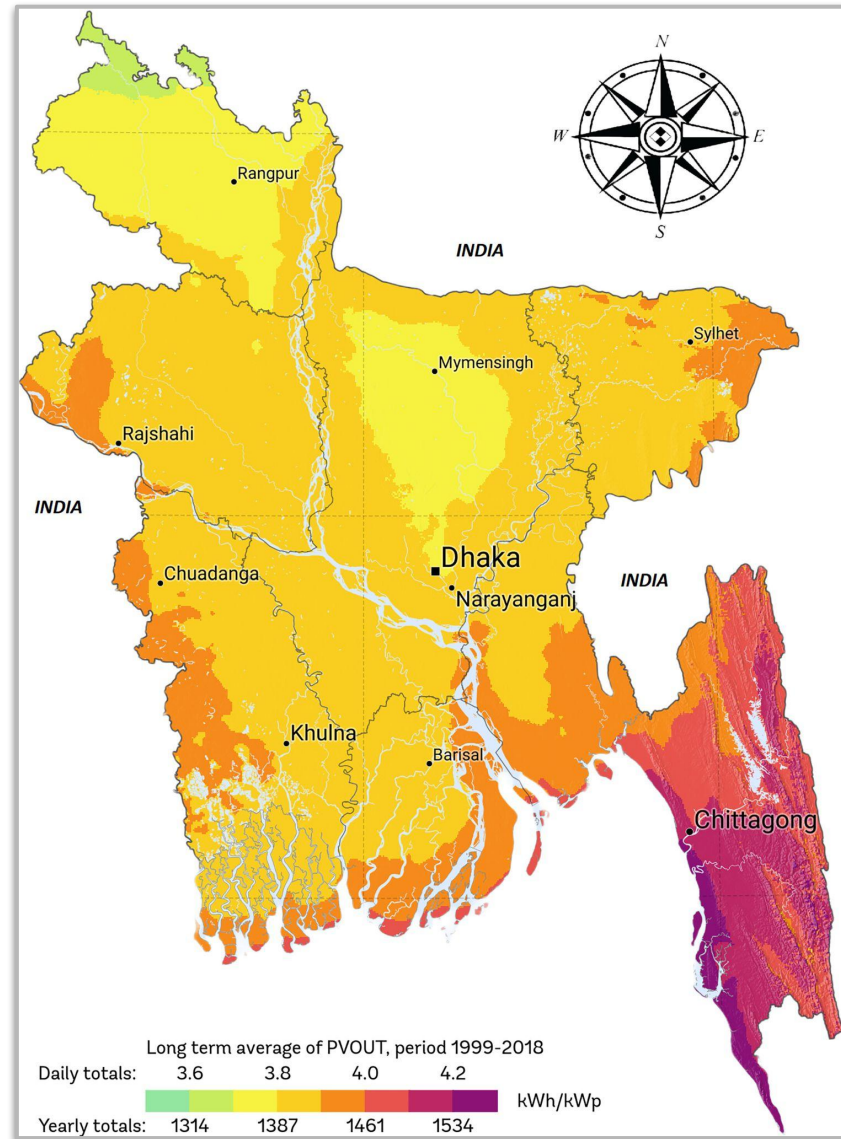 N
W
E
S
Rangpur
INDIA
Sylhet
Mymensingh
Rajshahi
INDIA
Dhaka
INDIA
Chuadanga
Narayanganj
Khulna
Barisal
Chittagong
Long term average of PVOUT, period 1999-2018
Daily totals: 3.6 3.8 4.0 4.2
kWh/kWp
Yearly totals: 1314 1387 1461 1534